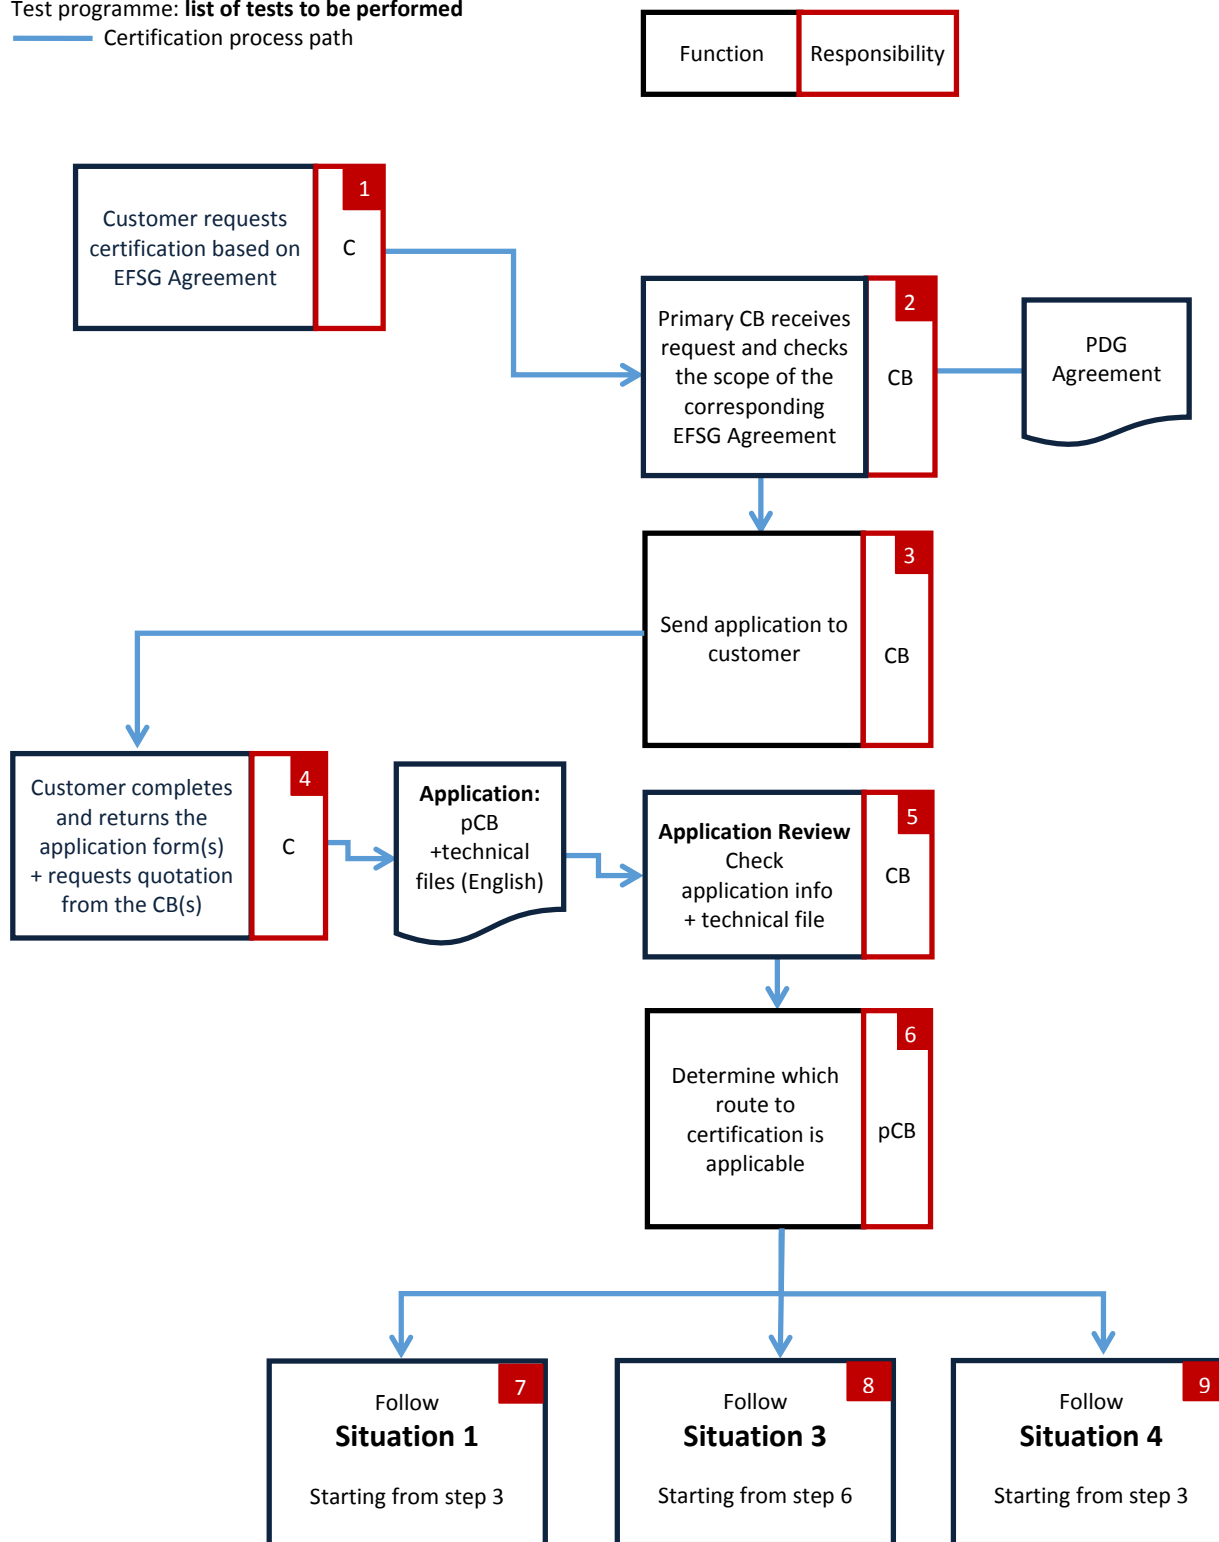 Test programme: list of tests to be performed
Certification process path
Function
Responsibility
1
Customer requests
certification based on
EFSG Agreement
C
2
Primary CB receives
request and checks
the scope of the
corresponding
EFSG Agreement
CB
PDG
Agreement
3
Send application to
customer
CB
4
Customer completes
and returns the
application form(s)
+ requests quotation
from the CB(s)
C
Application:
pCB
+technical
files (English)
5
Application Review
Check
application info
+ technical file
CB
6
Determine which
route to
certification is
applicable
pCB
7
Follow
Situation 1
Starting from step 3
8
Follow
Situation 3
Starting from step 6
9
Follow
Situation 4
Starting from step 3